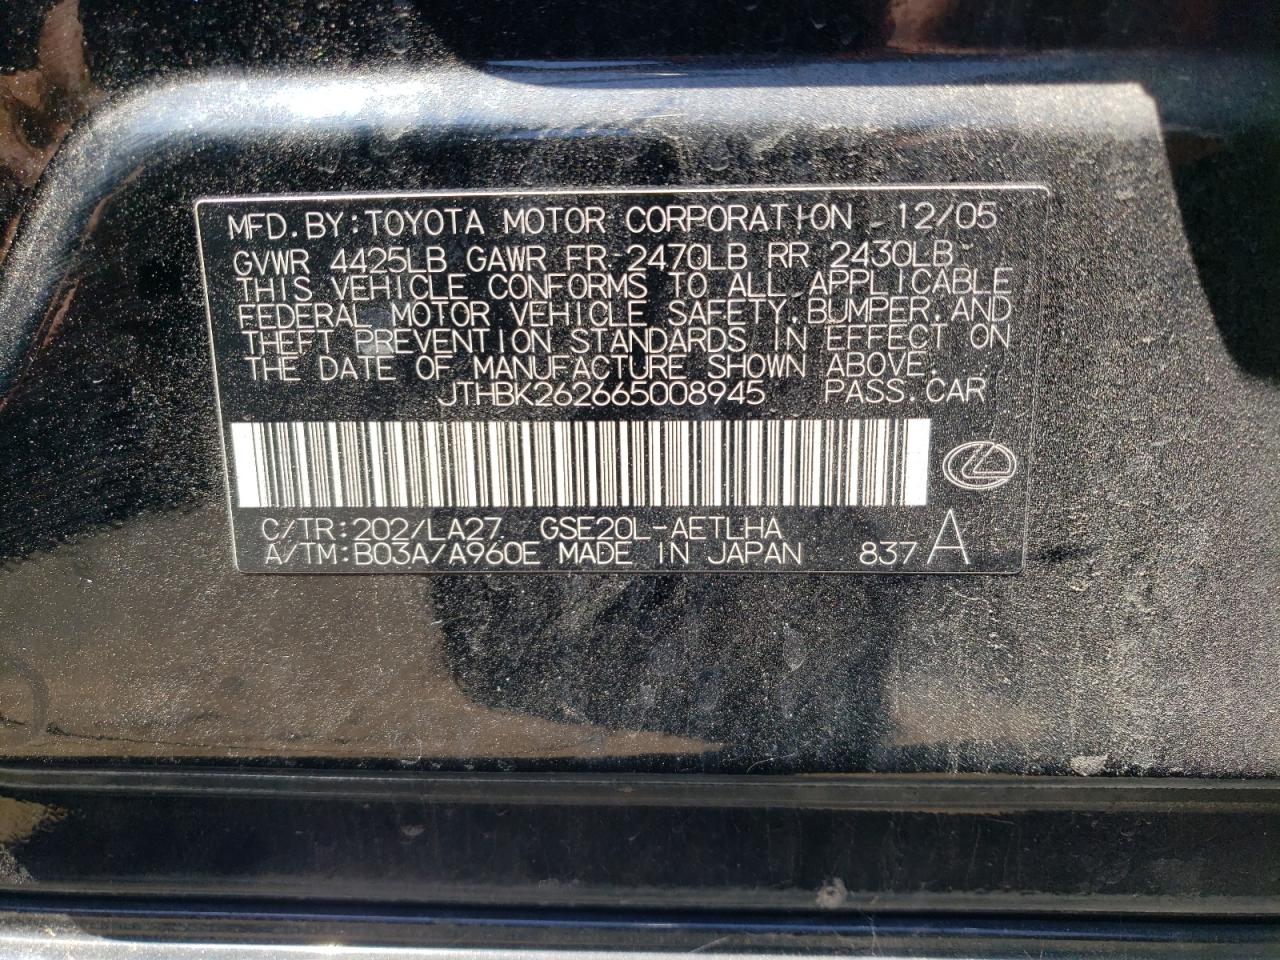 MFD.BY:TOYOTA MOTOR CORPORATION 12/05
GVWR 4425LB GAWR FR 2470LB RR 2430LB
THIS VEHICLE CONFORMS TO ALL APPLICABLE
FEDERAL MOTOR VEHICLE SAFETY,BUMPER,AND
THEFT PREVENTION STANDARDS IN EFFECT ON
THE DATE OF MANUFACTURE SHOWN ABOVE.
JTHBK262665008945 PASS.CAR
C/TR:202/LA27 GSE20L-AETLHA
A/TM:B03A/A960E MADE IN JAPAN 837 A